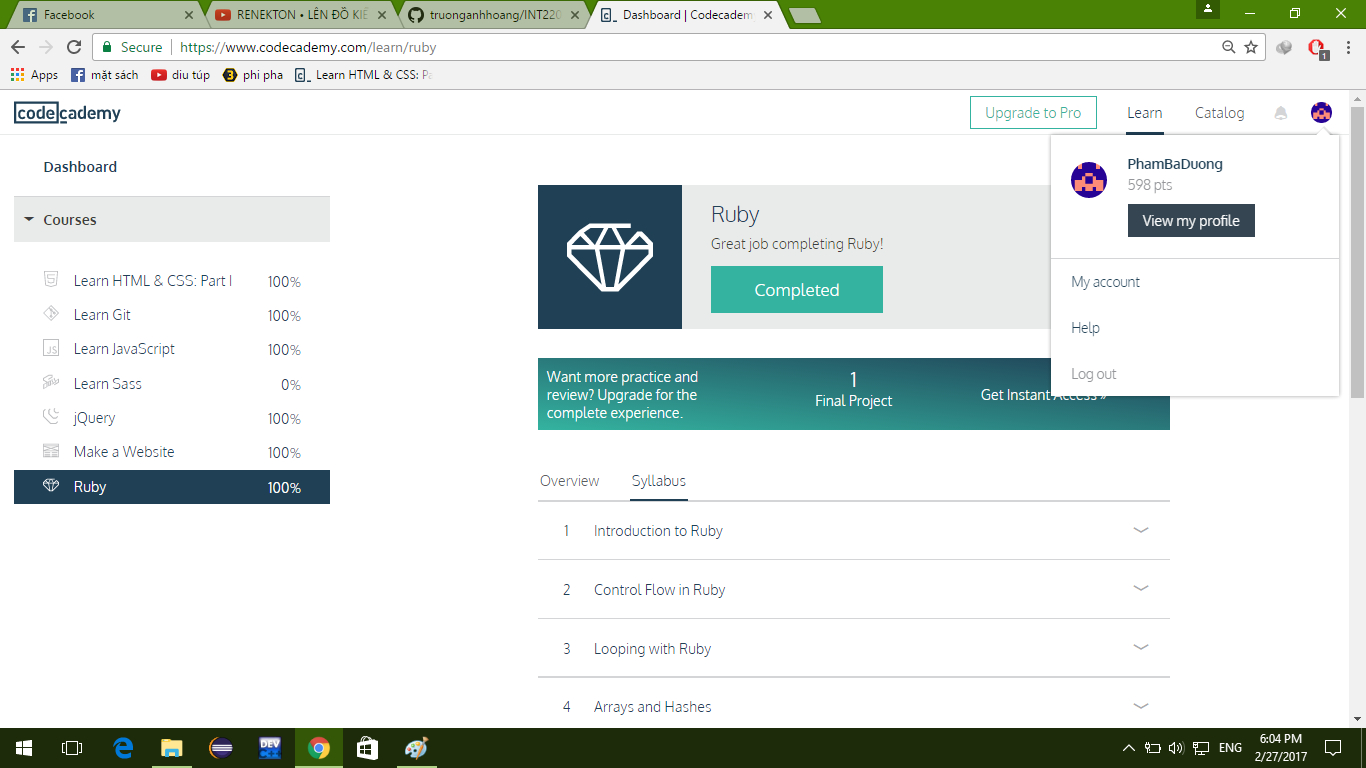 Facebook
RENEKTON • LÊN ĐỒ KIẾ
truonganhhoang/INT220
Dashboard | Codecadem
Secure
https://www.codecademy.com/learn/ruby
1
Apps
mặt sách
diu túp
3
phi pha
Learn HTML & CSS: Pa
codecademy
Upgrade to Pro
Learn
Catalog
Dashboard
Courses
Learn HTML & CSS: Part I 100%
Learn Git 100%
Learn JavaScript 100%
Learn Sass 0%
jQuery 100%
Make a Website 100%
Ruby 100%
Ruby
Great job completing Ruby!
Completed
PhamBaDuong
598 pts
View my profile
My account
Help
Log out
Want more practice and
review? Upgrade for the
complete experience.
1
Final Project
Get Instant Access »
Overview
Syllabus
1 Introduction to Ruby
2 Control Flow in Ruby
3 Looping with Ruby
4 Arrays and Hashes
DEV
ENG
6:04 PM
2/27/2017